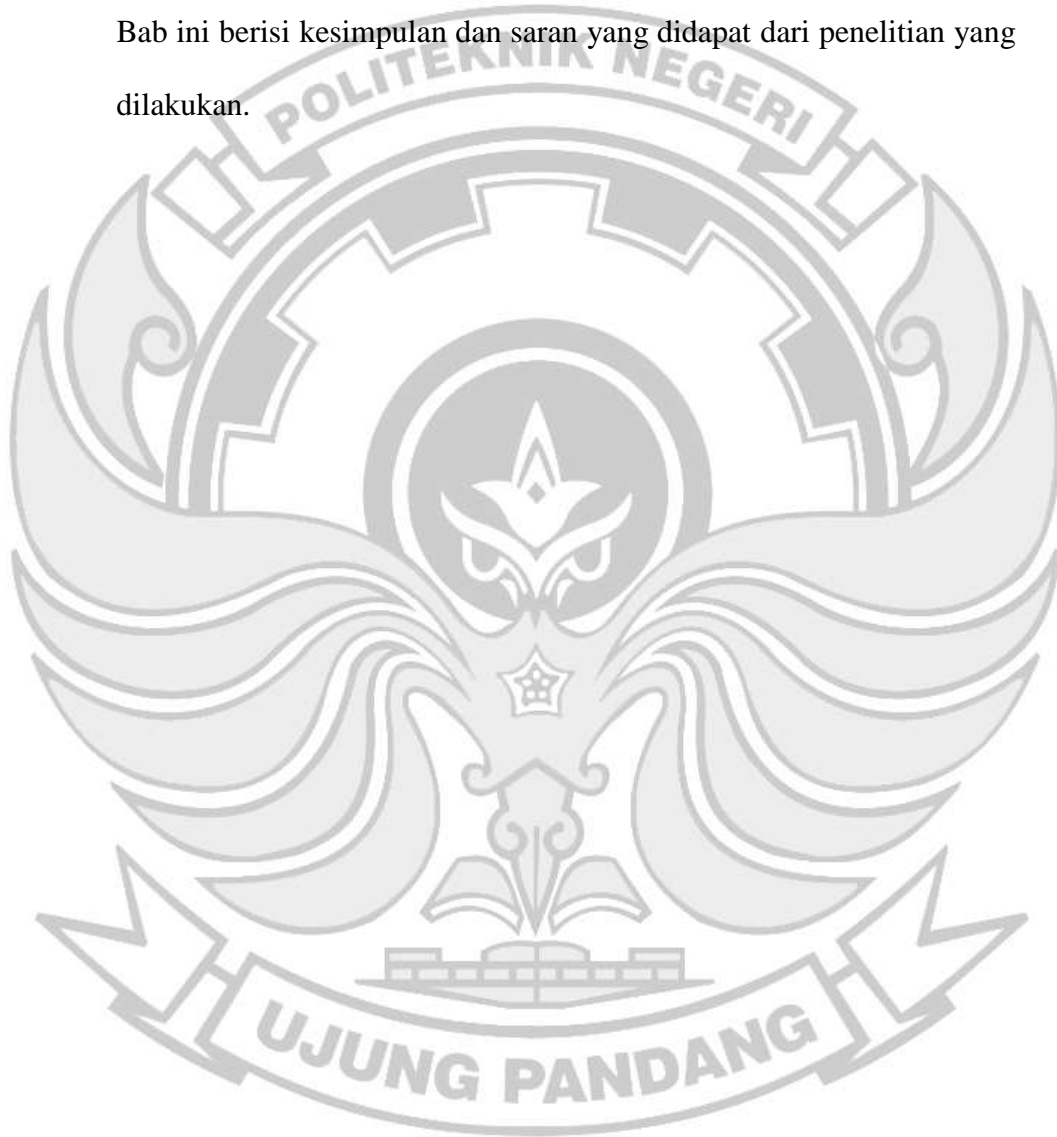 Bab ini berisi kesimpulan dan saran yang didapat dari penelitian yang
dilakukan.
POLITEKNIK NEGERI
UJUNG PANDANG